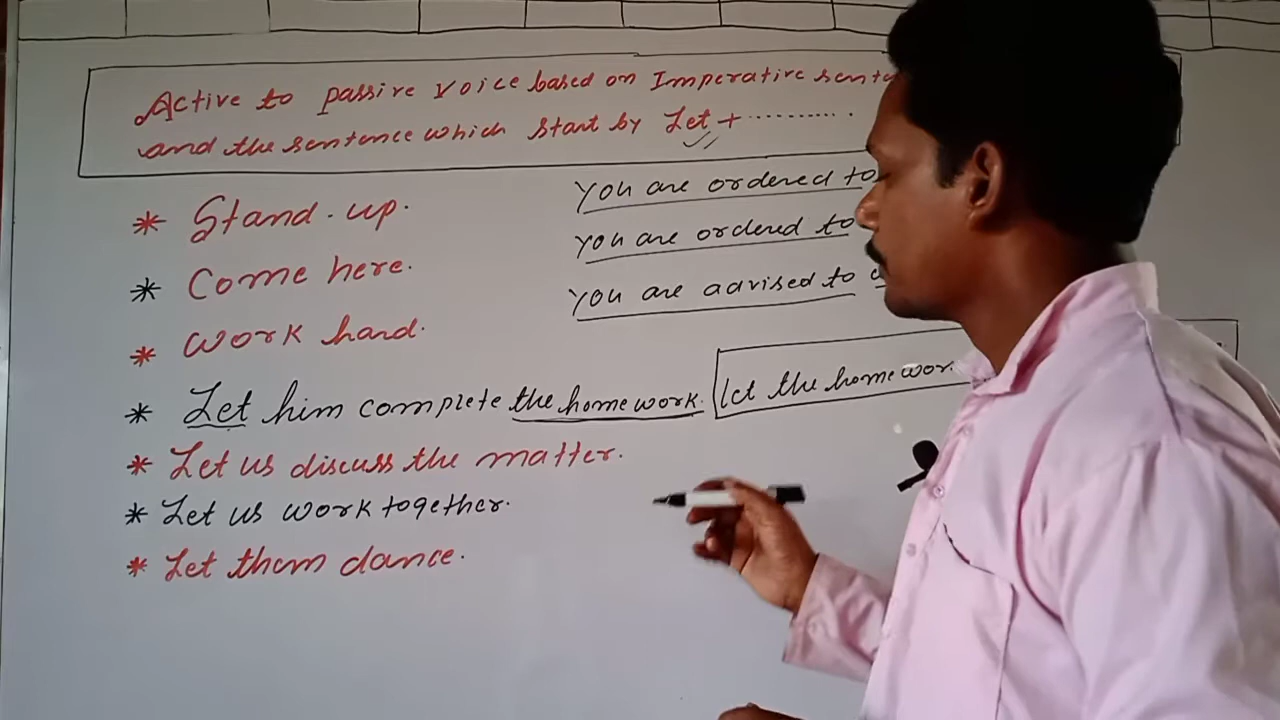 Active to passive voice based on Imperative
and the sentence which start by Let + ..........
* Stand up.
You are ordered to
* Come here.
you are ordered to
* Work hard.
you are advised to
* Let him complete the homework. let the
* Let us discuss the matter.
* Let us work together.
* Let them dance.